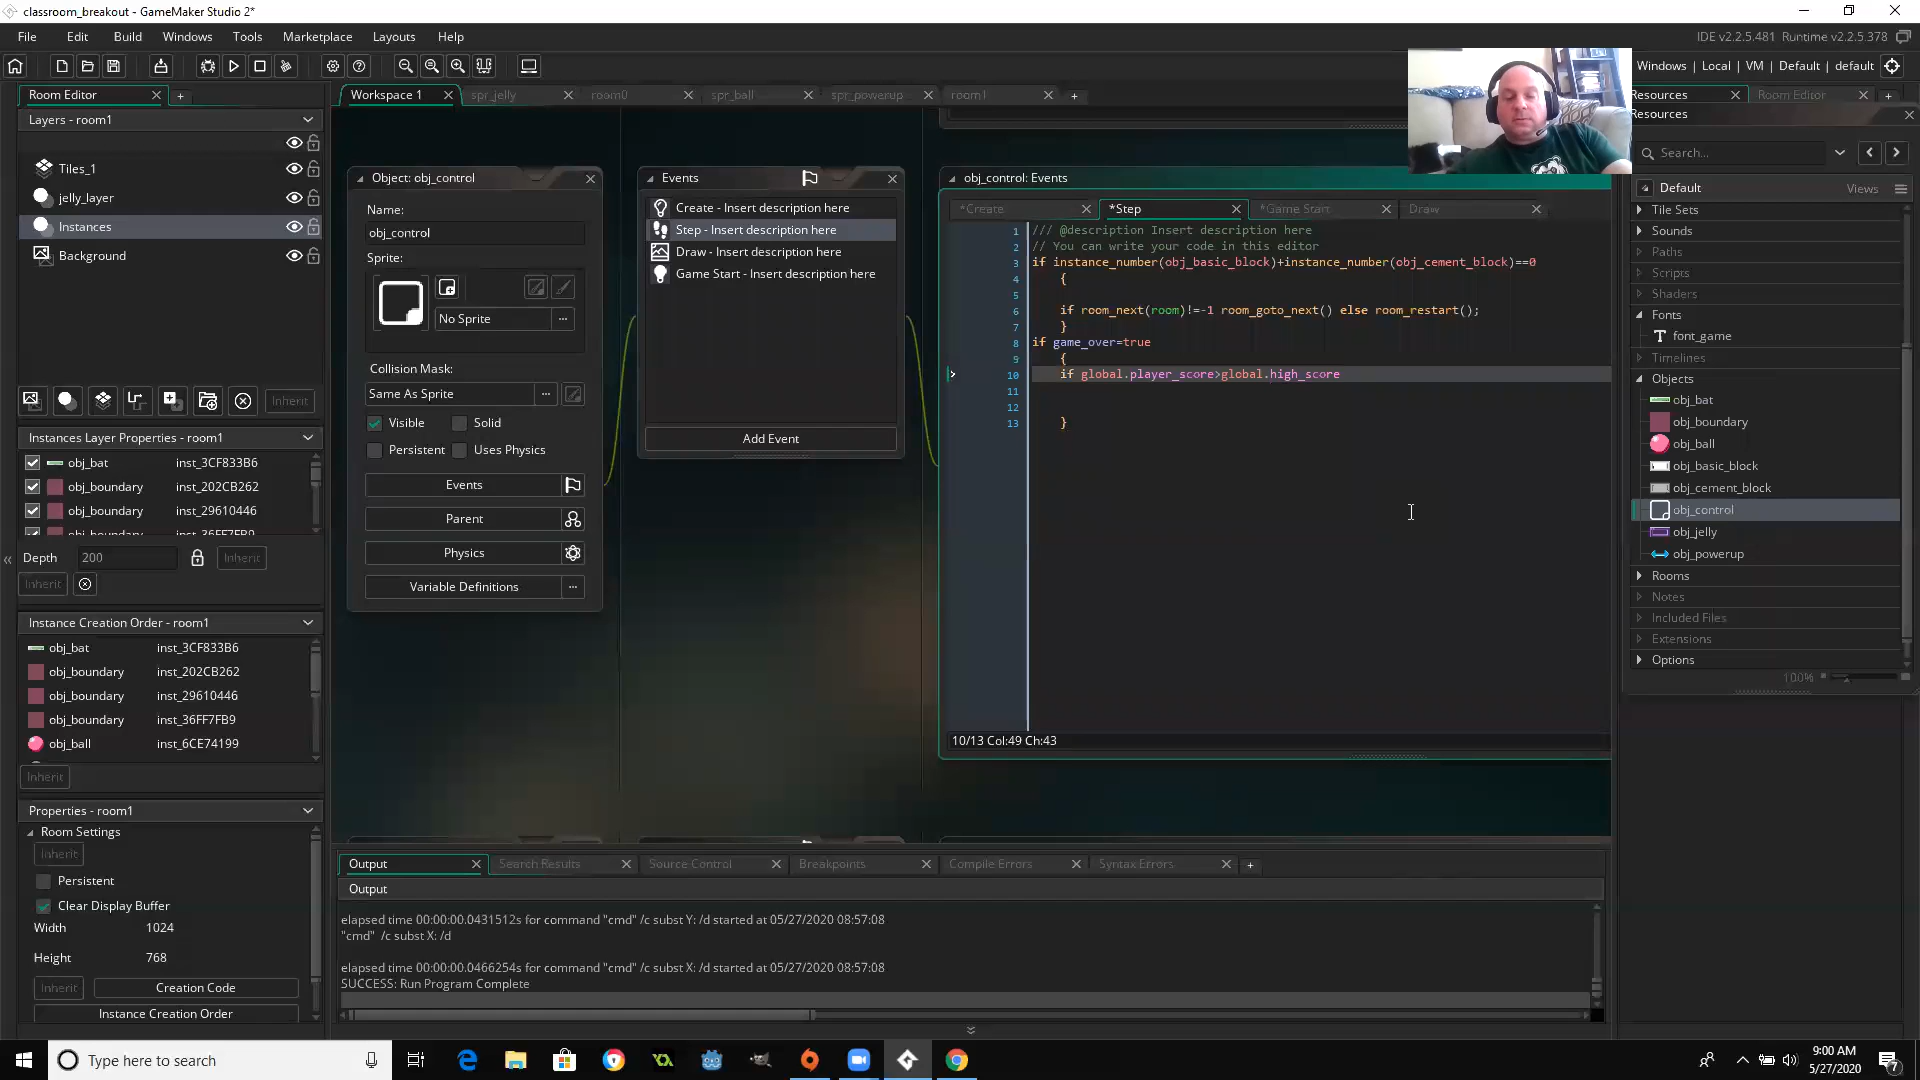 classroom_breakout - GameMaker Studio 2*
File Edit Build Windows Tools Marketplace Layouts Help
IDE v2.2.5.481 Runtime v2.2.5.378
Windows | Local | VM | Default | default
Room Editor
Layers - room1
Tiles_1
jelly_layer
Instances
Background
Inherit
Instances Layer Properties - room1
obj_bat inst_3CF833B6
obj_boundary inst_202CB262
obj_boundary inst_29610446
obj_boundary inst_36FF7FB9
Depth 200 Inherit
Inherit
Instance Creation Order - room1
obj_bat inst_3CF833B6
obj_boundary inst_202CB262
obj_boundary inst_29610446
obj_boundary inst_36FF7FB9
obj_ball inst_6CE74199
Inherit
Properties - room1
Room Settings
Inherit
Persistent
Clear Display Buffer
Width 1024
Height 768
Inherit Creation Code
Instance Creation Order
Workspace 1 spr_jelly room0 spr_ball spr_powerup room1
Object: obj_control
Name:
obj_control
Sprite:
No Sprite
Collision Mask:
Same As Sprite
Visible Solid
Persistent Uses Physics
Events
Parent
Physics
Variable Definitions
Events
Create - Insert description here
Step - Insert description here
Draw - Insert description here
Game Start - Insert description here
Add Event
obj_control: Events
*Create *Step *Game Start Draw
1 /// @description Insert description here
2 // You can write your code in this editor
3 if instance_number(obj_basic_block)+instance_number(obj_cement_block)==0
4 {
5
6 if room_next(room)!=-1 room_goto_next() else room_restart();
7 }
8 if game_over=true
9 {
10 if global.player_score>global.high_score
11
12
13 }
10/13 Col:49 Ch:43
Output Search Results Source Control Breakpoints Compile Errors Syntax Errors
Output
elapsed time 00:00:00.0431512s for command "cmd" /c subst Y: /d started at 05/27/2020 08:57:08
"cmd" /c subst X: /d
elapsed time 00:00:00.0466254s for command "cmd" /c subst X: /d started at 05/27/2020 08:57:08
SUCCESS: Run Program Complete
Resources Room Editor
Resources
Search...
Default Views
Tile Sets
Sounds
Paths
Scripts
Shaders
Fonts
font_game
Timelines
Objects
obj_bat
obj_boundary
obj_ball
obj_basic_block
obj_cement_block
obj_control
obj_jelly
obj_powerup
Rooms
Notes
Included Files
Extensions
Options
100%
Type here to search
9:00 AM
5/27/2020
7